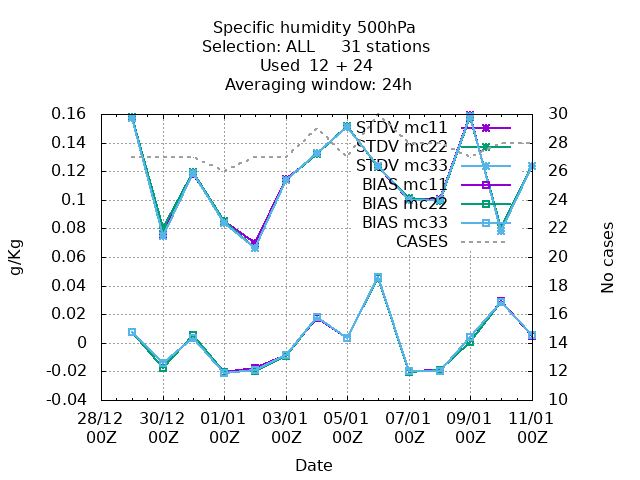 Specific humidity 500hPa
Selection: ALL 31 stations
Used 12 + 24
Averaging window: 24h
g/Kg
No cases
0.16
0.14
0.12
0.1
0.08
0.06
0.04
0.02
0
-0.02
-0.04
30
28
26
24
22
20
18
16
14
12
10
STDV mc11
STDV mc22
STDV mc33
BIAS mc11
BIAS mc22
BIAS mc33
CASES
28/12 30/12 01/01 03/01 05/01 07/01 09/01 11/01
00Z 00Z 00Z 00Z 00Z 00Z 00Z 00Z
Date